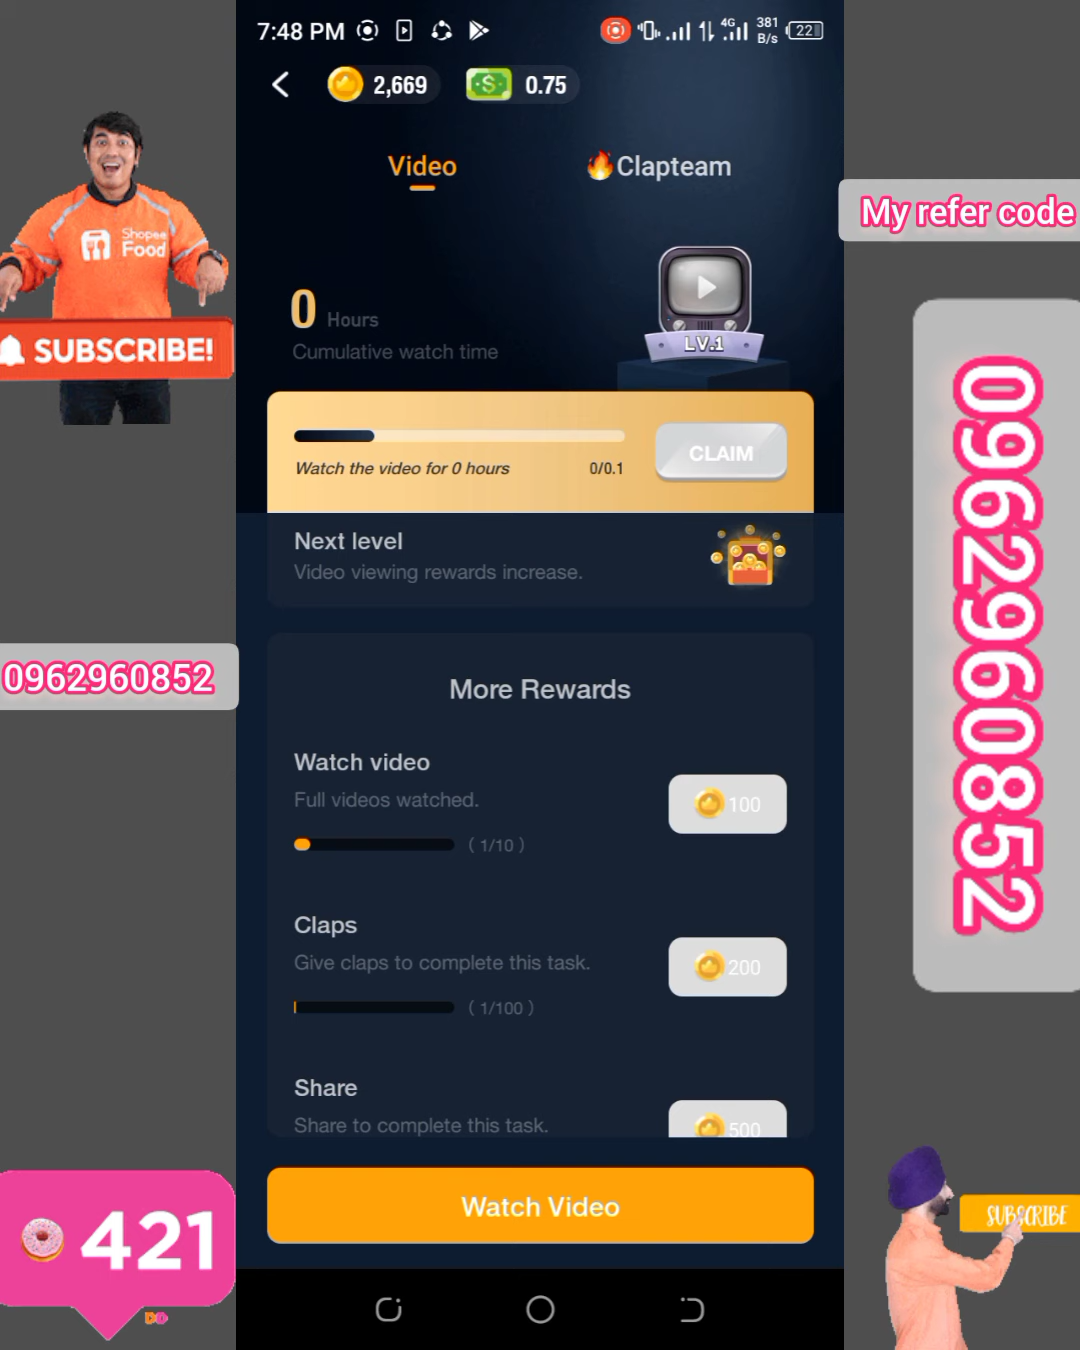 7:48 PM
4G
381
B/s
22
2,669
0.75
Video
🔥Clapteam
My refer code
Shopee
Food
SUBSCRIBE!
0 Hours
Cumulative watch time
LV.1
Watch the video for 0 hours
0/0.1
CLAIM
Next level
Video viewing rewards increase.
0962960852
0962960852
More Rewards
Watch video
Full videos watched.
( 1/10 )
100
Claps
Give claps to complete this task.
( 1/100 )
200
Share
Share to complete this task.
500
Watch Video
421
DD
SUBSCRIBE